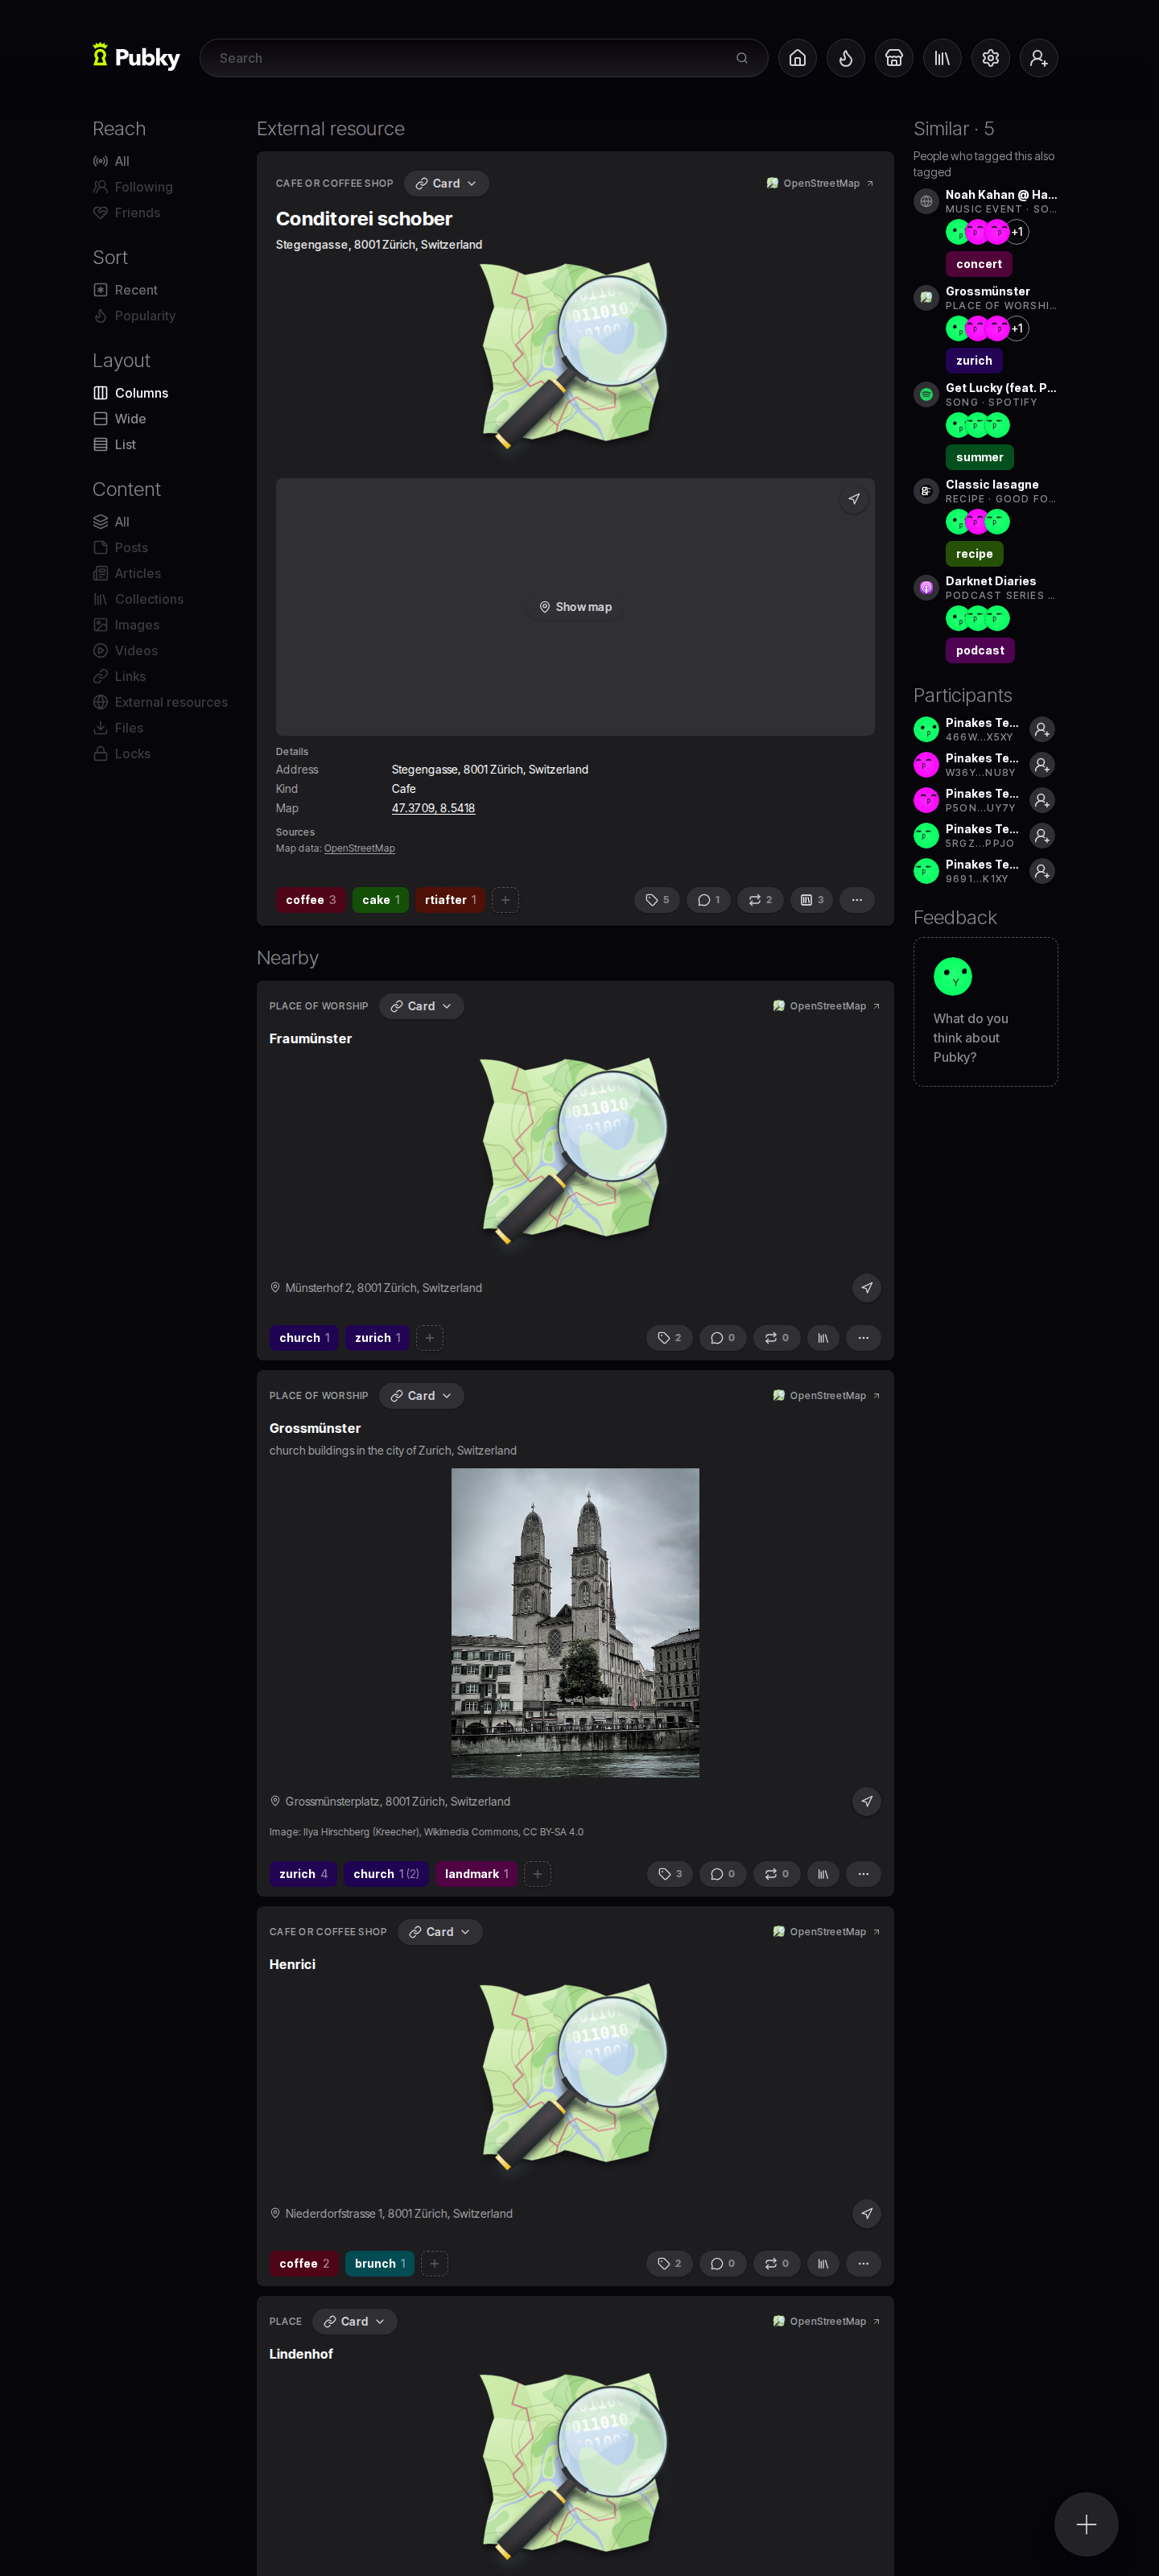 Pubky
Search
Reach
All
Following
Friends
Sort
Recent
Popularity
Layout
Columns
Wide
List
Content
All
Posts
Articles
Collections
Images
Videos
Links
External resources
Files
Locks
External resource
CAFE OR COFFEE SHOP
Card
OpenStreetMap
Conditorei schober
Stegengasse, 8001 Zürich, Switzerland
Show map
Details
Address Stegengasse, 8001 Zürich, Switzerland
Kind Cafe
Map 47.3709, 8.5418
Sources
Map data: OpenStreetMap
coffee 3 cake 1 rtiafter 1 + 5 1 2 3
Nearby
PLACE OF WORSHIP Card OpenStreetMap
Fraumünster
Münsterhof 2, 8001 Zürich, Switzerland
church 1 zurich 1 + 2 0 0
PLACE OF WORSHIP Card OpenStreetMap
Grossmünster
church buildings in the city of Zurich, Switzerland
Grossmünsterplatz, 8001 Zürich, Switzerland
Image: Ilya Hirschberg (Kreecher), Wikimedia Commons, CC BY-SA 4.0
zurich 4 church 1 (2) landmark 1 + 3 0 0
CAFE OR COFFEE SHOP Card OpenStreetMap
Henrici
Niederdorfstrasse 1, 8001 Zürich, Switzerland
coffee 2 brunch 1 + 2 0 0
PLACE Card OpenStreetMap
Lindenhof
Similar · 5
People who tagged this also
tagged
Noah Kahan @ Ha...
MUSIC EVENT · SO...
+1
concert
Grossmünster
PLACE OF WORSHI...
+1
zurich
Get Lucky (feat. P...
SONG · SPOTIFY
summer
Classic lasagne
RECIPE · GOOD FO...
recipe
Darknet Diaries
PODCAST SERIES ...
podcast
Participants
Pinakes Te...
466W...X5XY
Pinakes Te...
W36Y...NU8Y
Pinakes Te...
P5ON...UY7Y
Pinakes Te...
5RGZ...PPJO
Pinakes Te...
9691...K1XY
Feedback
What do you
think about
Pubky?